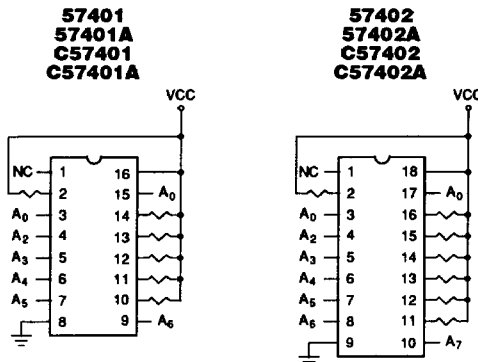 57401
57401A
C57401
C57401A
VCC
NC 1 16
2 15 A0
A0 3 14
A2 4 13
A3 5 12
A4 6 11
A5 7 10
8 9 A6
57402
57402A
C57402
C57402A
VCC
NC 1 18
2 17 A0
A0 3 16
A2 4 15
A3 5 14
A4 6 13
A5 7 12
A6 8 11
9 10 A7